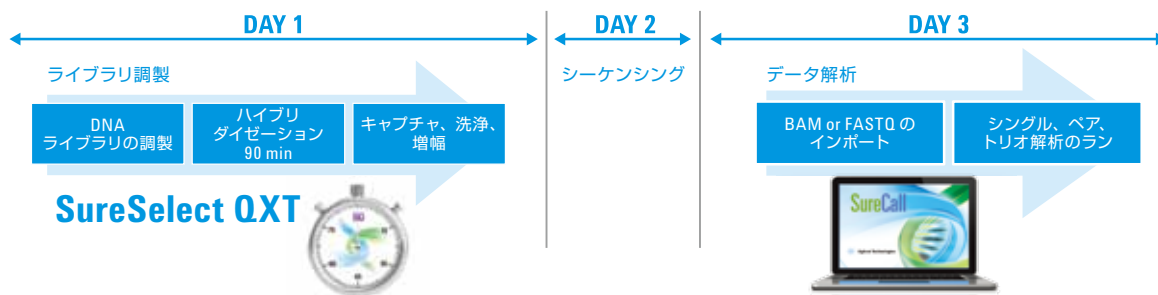 DAY 1
DAY 2
DAY 3
ライブラリ調製
DNA
ライブラリの調製
ハイブリ
ダイゼーション
90 min
キャプチャ、洗浄、
増幅
シーケンシング
データ解析
BAM or FASTQ の
インポート
シングル、ペア、
トリオ解析のラン
SureSelect QXT
SureCall
Agilent Technologies